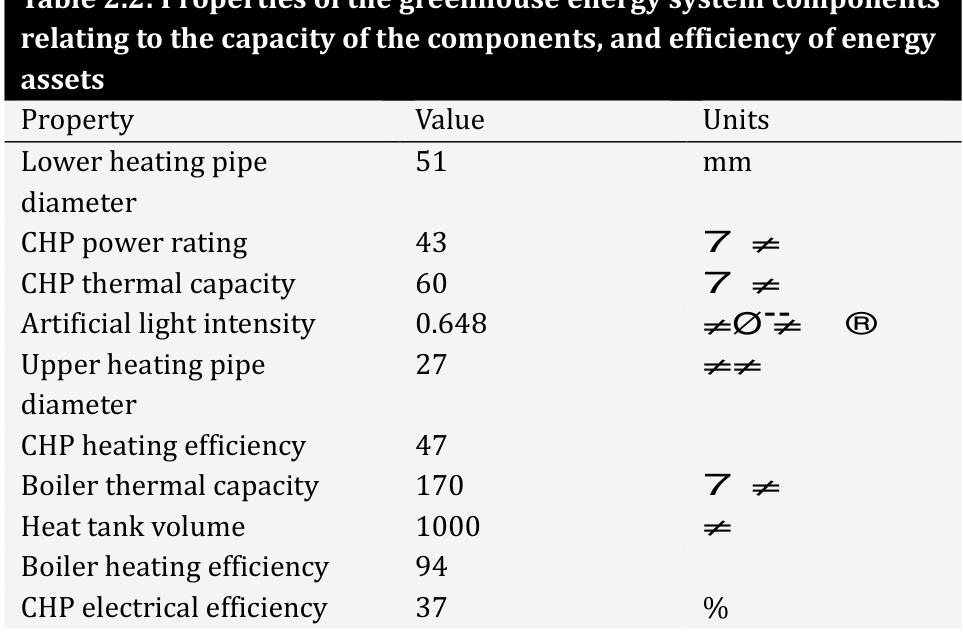 Table 2.2: Properties of the greenhouse energy system components
relating to the capacity of the components, and efficiency of energy
assets
Property Value Units
Lower heating pipe 51 mm
diameter
CHP power rating 43 7 ≠
CHP thermal capacity 60 7 ≠
Artificial light intensity 0.648 ≠Ø--≠ ®
Upper heating pipe 27 ≠≠
diameter
CHP heating efficiency 47
Boiler thermal capacity 170 7 ≠
Heat tank volume 1000 ≠
Boiler heating efficiency 94
CHP electrical efficiency 37 %